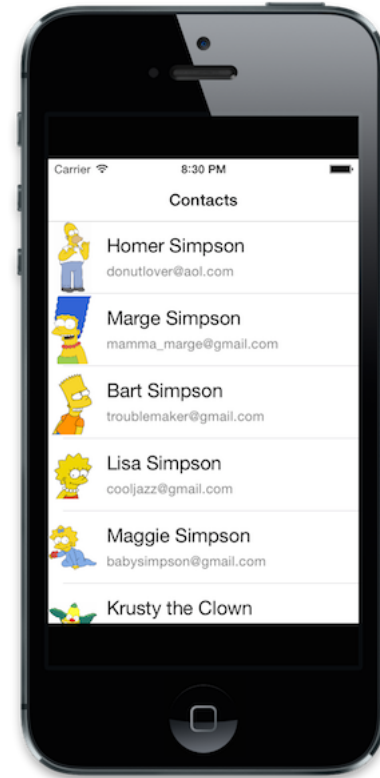 Carrier 8:30 PM
Contacts
Homer Simpson
donutlover@aol.com
Marge Simpson
mamma_marge@gmail.com
Bart Simpson
troublemaker@gmail.com
Lisa Simpson
cooljazz@gmail.com
Maggie Simpson
babysimpson@gmail.com
Krusty the Clown